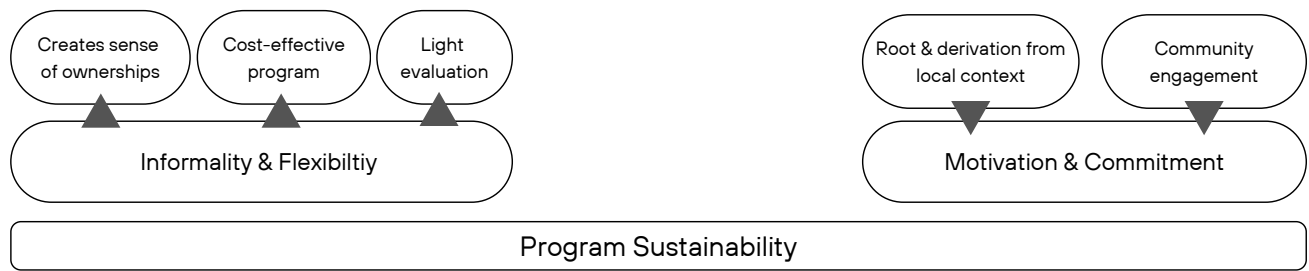 Creates sense
of ownerships
Cost-effective
program
Light
evaluation
Root & derivation from
local context
Community
engagement
Informality & Flexibiltiy
Motivation & Commitment
Program Sustainability